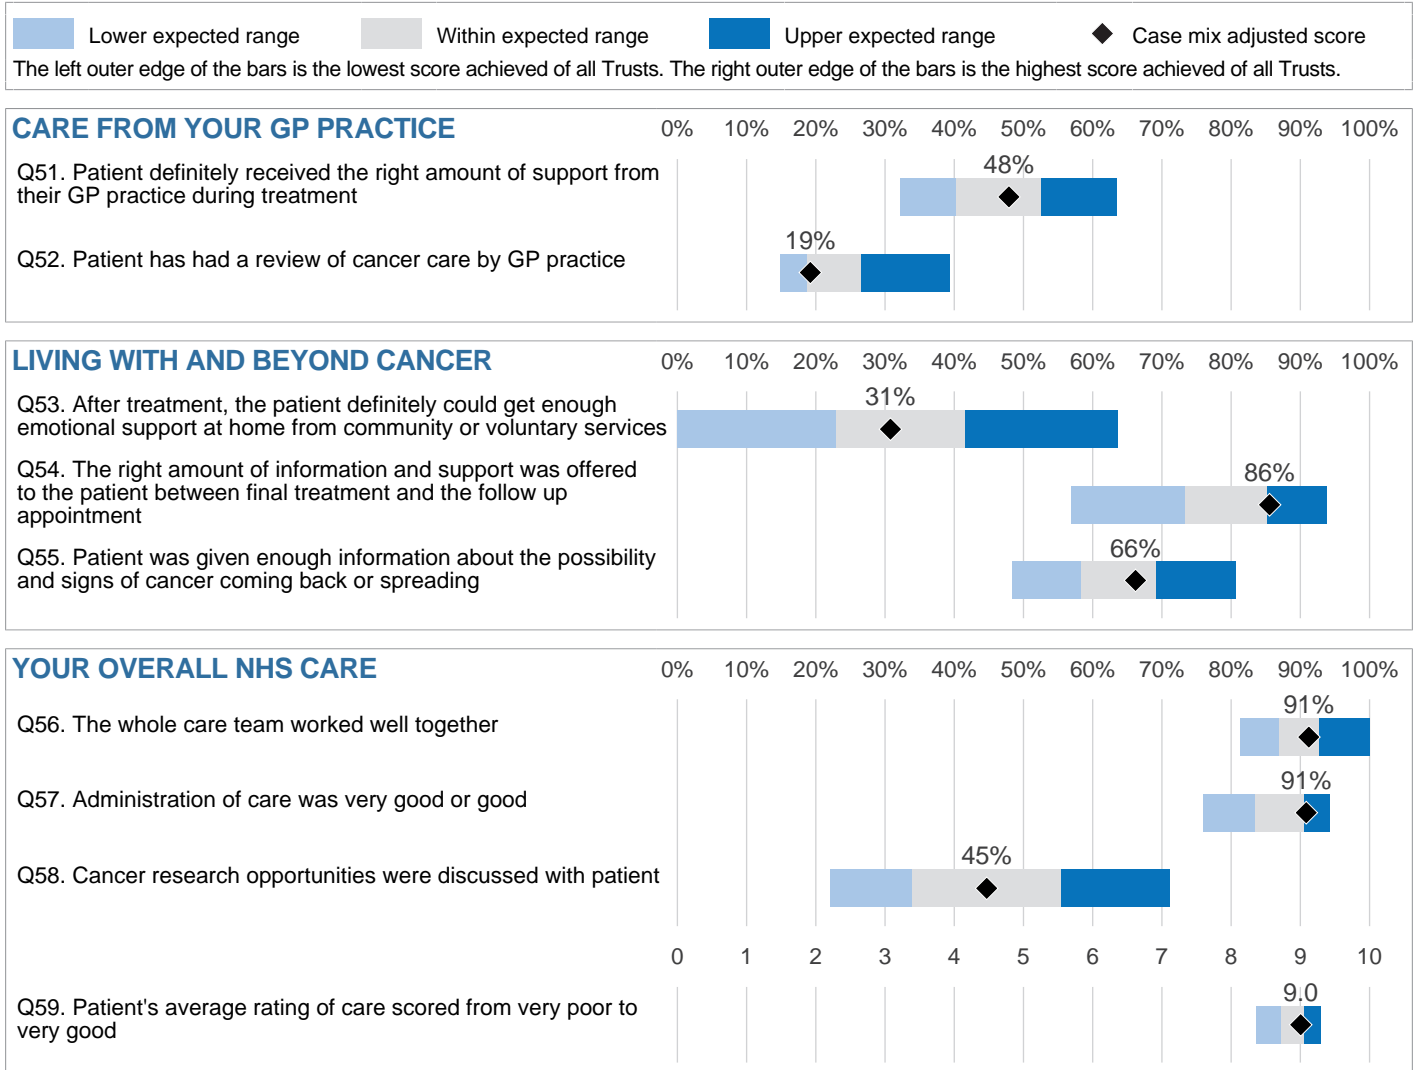 Lower expected range Within expected range Upper expected range Case mix adjusted score
The left outer edge of the bars is the lowest score achieved of all Trusts. The right outer edge of the bars is the highest score achieved of all Trusts.
CARE FROM YOUR GP PRACTICE 0% 10% 20% 30% 40% 50% 60% 70% 80% 90% 100%
48%
Q51. Patient definitely received the right amount of support from
their GP practice during treatment
19%
Q52. Patient has had a review of cancer care by GP practice
LIVING WITH AND BEYOND CANCER 0% 10% 20% 30% 40% 50% 60% 70% 80% 90% 100%
31%
Q53. After treatment, the patient definitely could get enough
emotional support at home from community or voluntary services
Q54. The right amount of information and support was offered
86%
to the patient between final treatment and the follow up
appointment
66%
Q55. Patient was given enough information about the possibility
and signs of cancer coming back or spreading
YOUR OVERALL NHS CARE 0% 10% 20% 30% 40% 50% 60% 70% 80% 90% 100%
91%
Q56. The whole care team worked well together
91%
Q57. Administration of care was very good or good
45%
Q58. Cancer research opportunities were discussed with patient
0 1 2 3 4 5 6 7 8 9 10
9.0
Q59. Patient's average rating of care scored from very poor to
very good